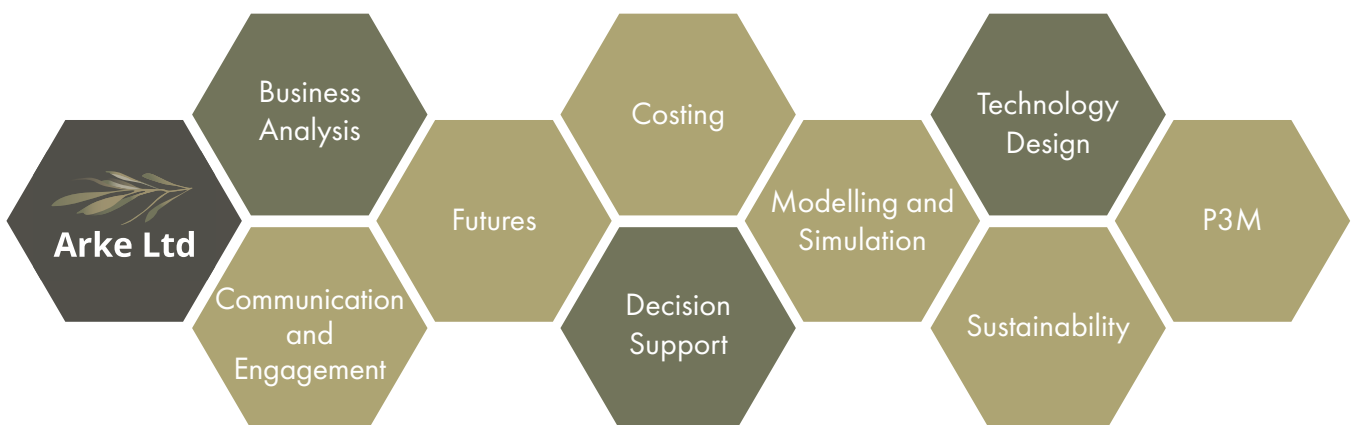 Arke Ltd
Business
Analysis
Communication
and
Engagement
Futures
Costing
Decision
Support
Modelling and
Simulation
Technology
Design
Sustainability
P3M